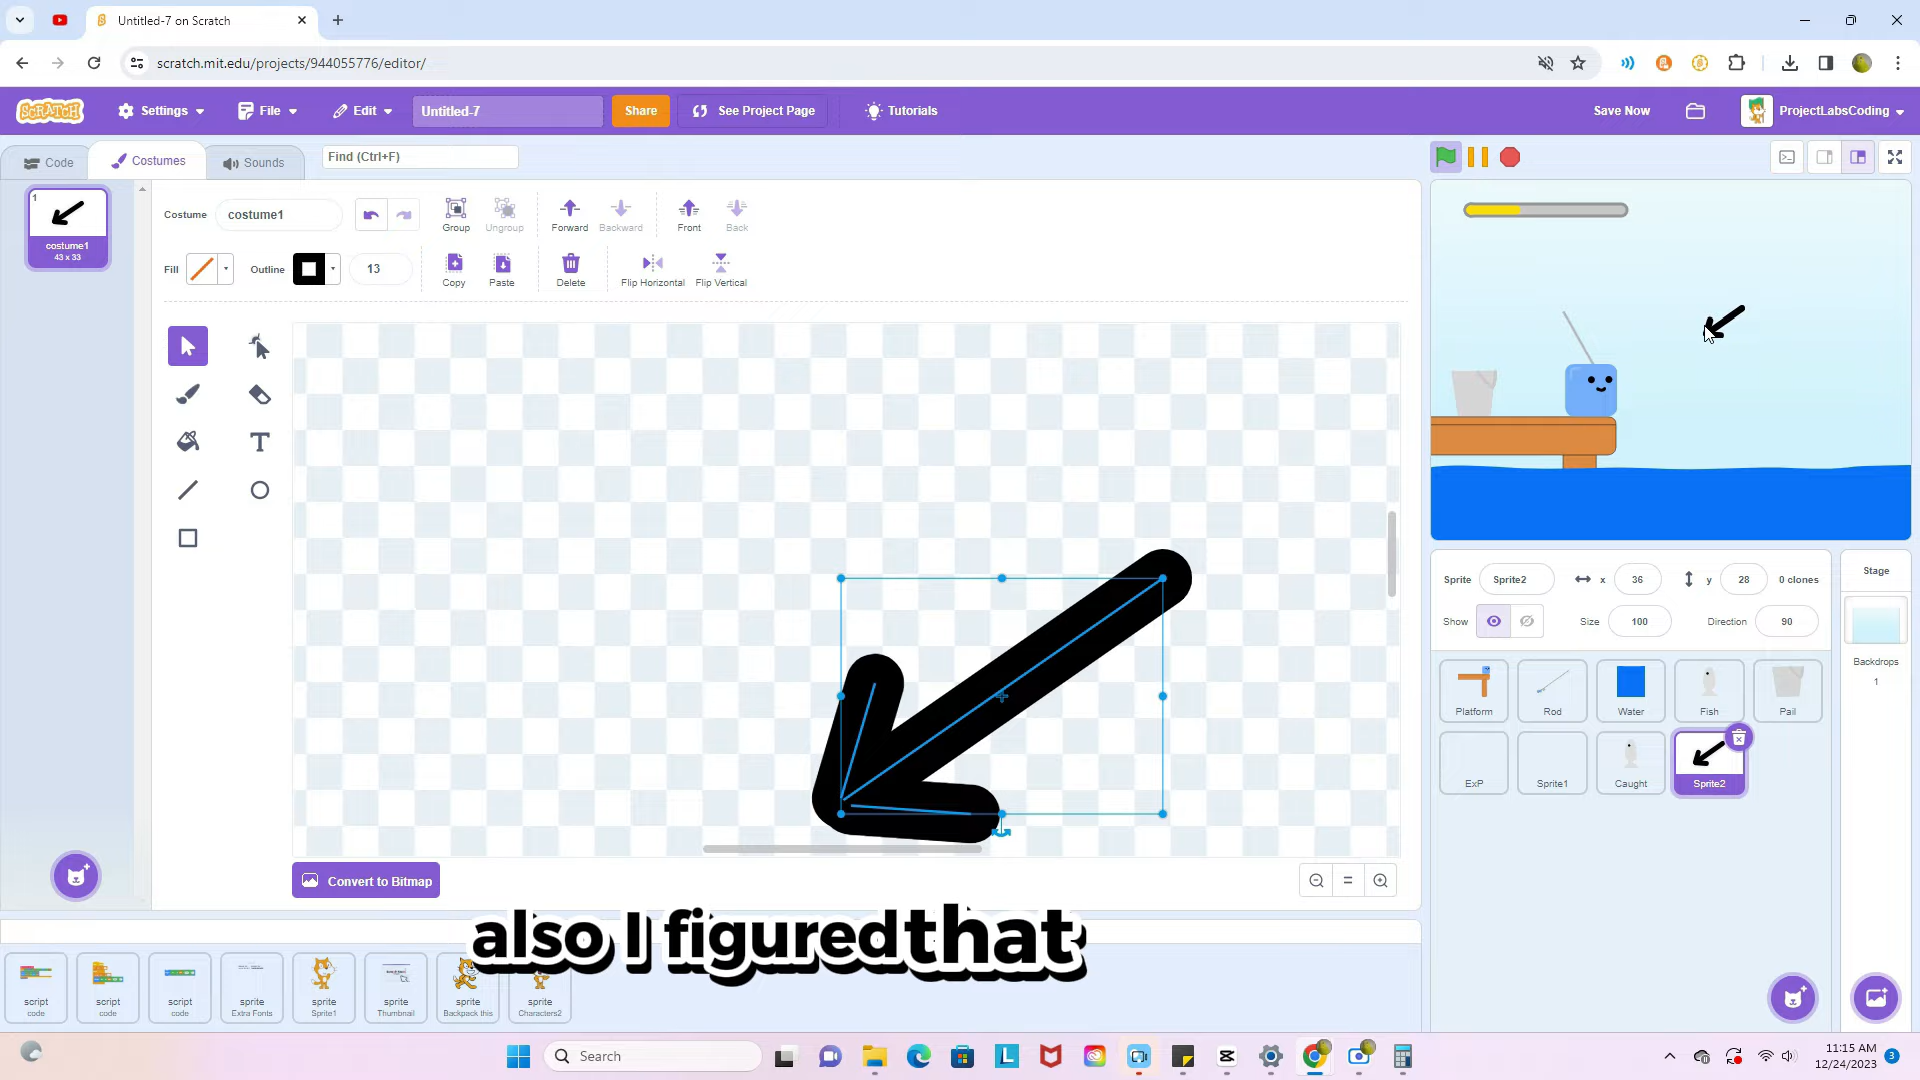 Untitled-7 on Scratch
scratch.mit.edu/projects/944055776/editor/
SCRATCH
Settings
File
Edit
Untitled-7
Share
See Project Page
Tutorials
Save Now
ProjectLabsCoding
Code
Costumes
Sounds
Find (Ctrl+F)
1
costume1
43 x 33
Costume
costume1
Group
Ungroup
Forward
Backward
Front
Back
Fill
Outline
13
Copy
Paste
Delete
Flip Horizontal
Flip Vertical
T
Convert to Bitmap
Sprite
Sprite2
x
36
y
28
0 clones
Show
Size
100
Direction
90
Stage
Backdrops
1
Platform
Rod
Water
Fish
Pail
ExP
Sprite1
Caught
Sprite2
also I figured that
script
code
script
code
script
code
sprite
Extra Fonts
sprite
Sprite1
sprite
Thumbnail
sprite
Backpack this
sprite
Characters2
Search
L
11:15 AM
12/24/2023
3